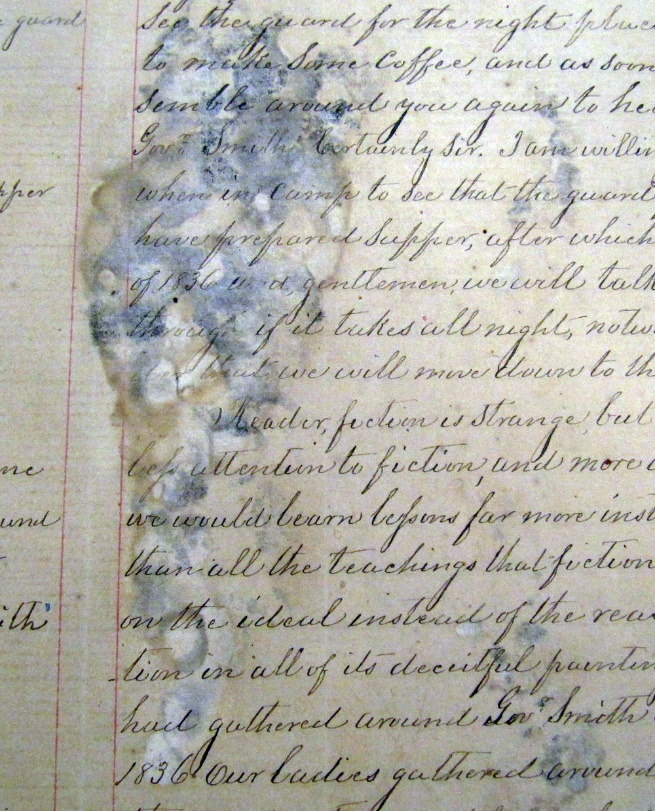 see the guard for the night place
to make some coffee, and as soon
semble around you again to hea
Govr. Smith. Certainly sir. I am willin
when in camp to see that the guard
have prepared supper, after which
of 1836 a d, gentlemen, we will talk
through if it takes all night, notw
that we will move down to th
Reader, fiction is strange, but
less attention to fiction, and more a
we would learn lessons far more inst
than all the teachings that fiction
on the ideal instead of the rea
tion in all of its deceitful paintin
had gathered around Govr. Smith
1836. Our ladies gathered around
guard
pper
me
und
ith